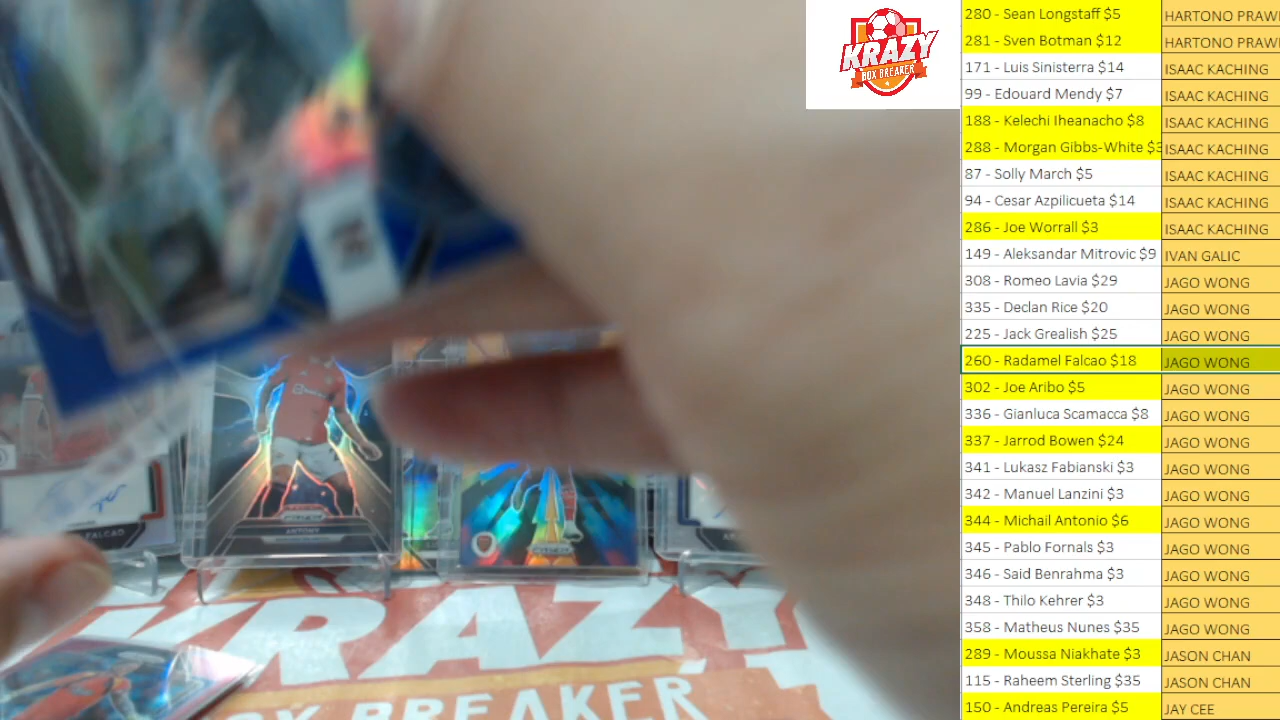 KRAZY
BOX BREAKER
280 - Sean Longstaff $5 HARTONO PRAW
281 - Sven Botman $12 HARTONO PRAW
171 - Luis Sinisterra $14 ISAAC KACHING
99 - Edouard Mendy $7 ISAAC KACHING
188 - Kelechi Iheanacho $8 ISAAC KACHING
288 - Morgan Gibbs-White $3 ISAAC KACHING
87 - Solly March $5 ISAAC KACHING
94 - Cesar Azpilicueta $14 ISAAC KACHING
286 - Joe Worrall $3 ISAAC KACHING
149 - Aleksandar Mitrovic $9 IVAN GALIC
308 - Romeo Lavia $29 JAGO WONG
335 - Declan Rice $20 JAGO WONG
225 - Jack Grealish $25 JAGO WONG
260 - Radamel Falcao $18 JAGO WONG
302 - Joe Aribo $5 JAGO WONG
336 - Gianluca Scamacca $8 JAGO WONG
337 - Jarrod Bowen $24 JAGO WONG
341 - Lukasz Fabianski $3 JAGO WONG
342 - Manuel Lanzini $3 JAGO WONG
344 - Michail Antonio $6 JAGO WONG
345 - Pablo Fornals $3 JAGO WONG
346 - Said Benrahma $3 JAGO WONG
348 - Thilo Kehrer $3 JAGO WONG
358 - Matheus Nunes $35 JAGO WONG
289 - Moussa Niakhate $3 JASON CHAN
115 - Raheem Sterling $35 JASON CHAN
150 - Andreas Pereira $5 JAY CEE
FALCAO
PRIZM
ANTONY
KRAZY
BOX BREAKER